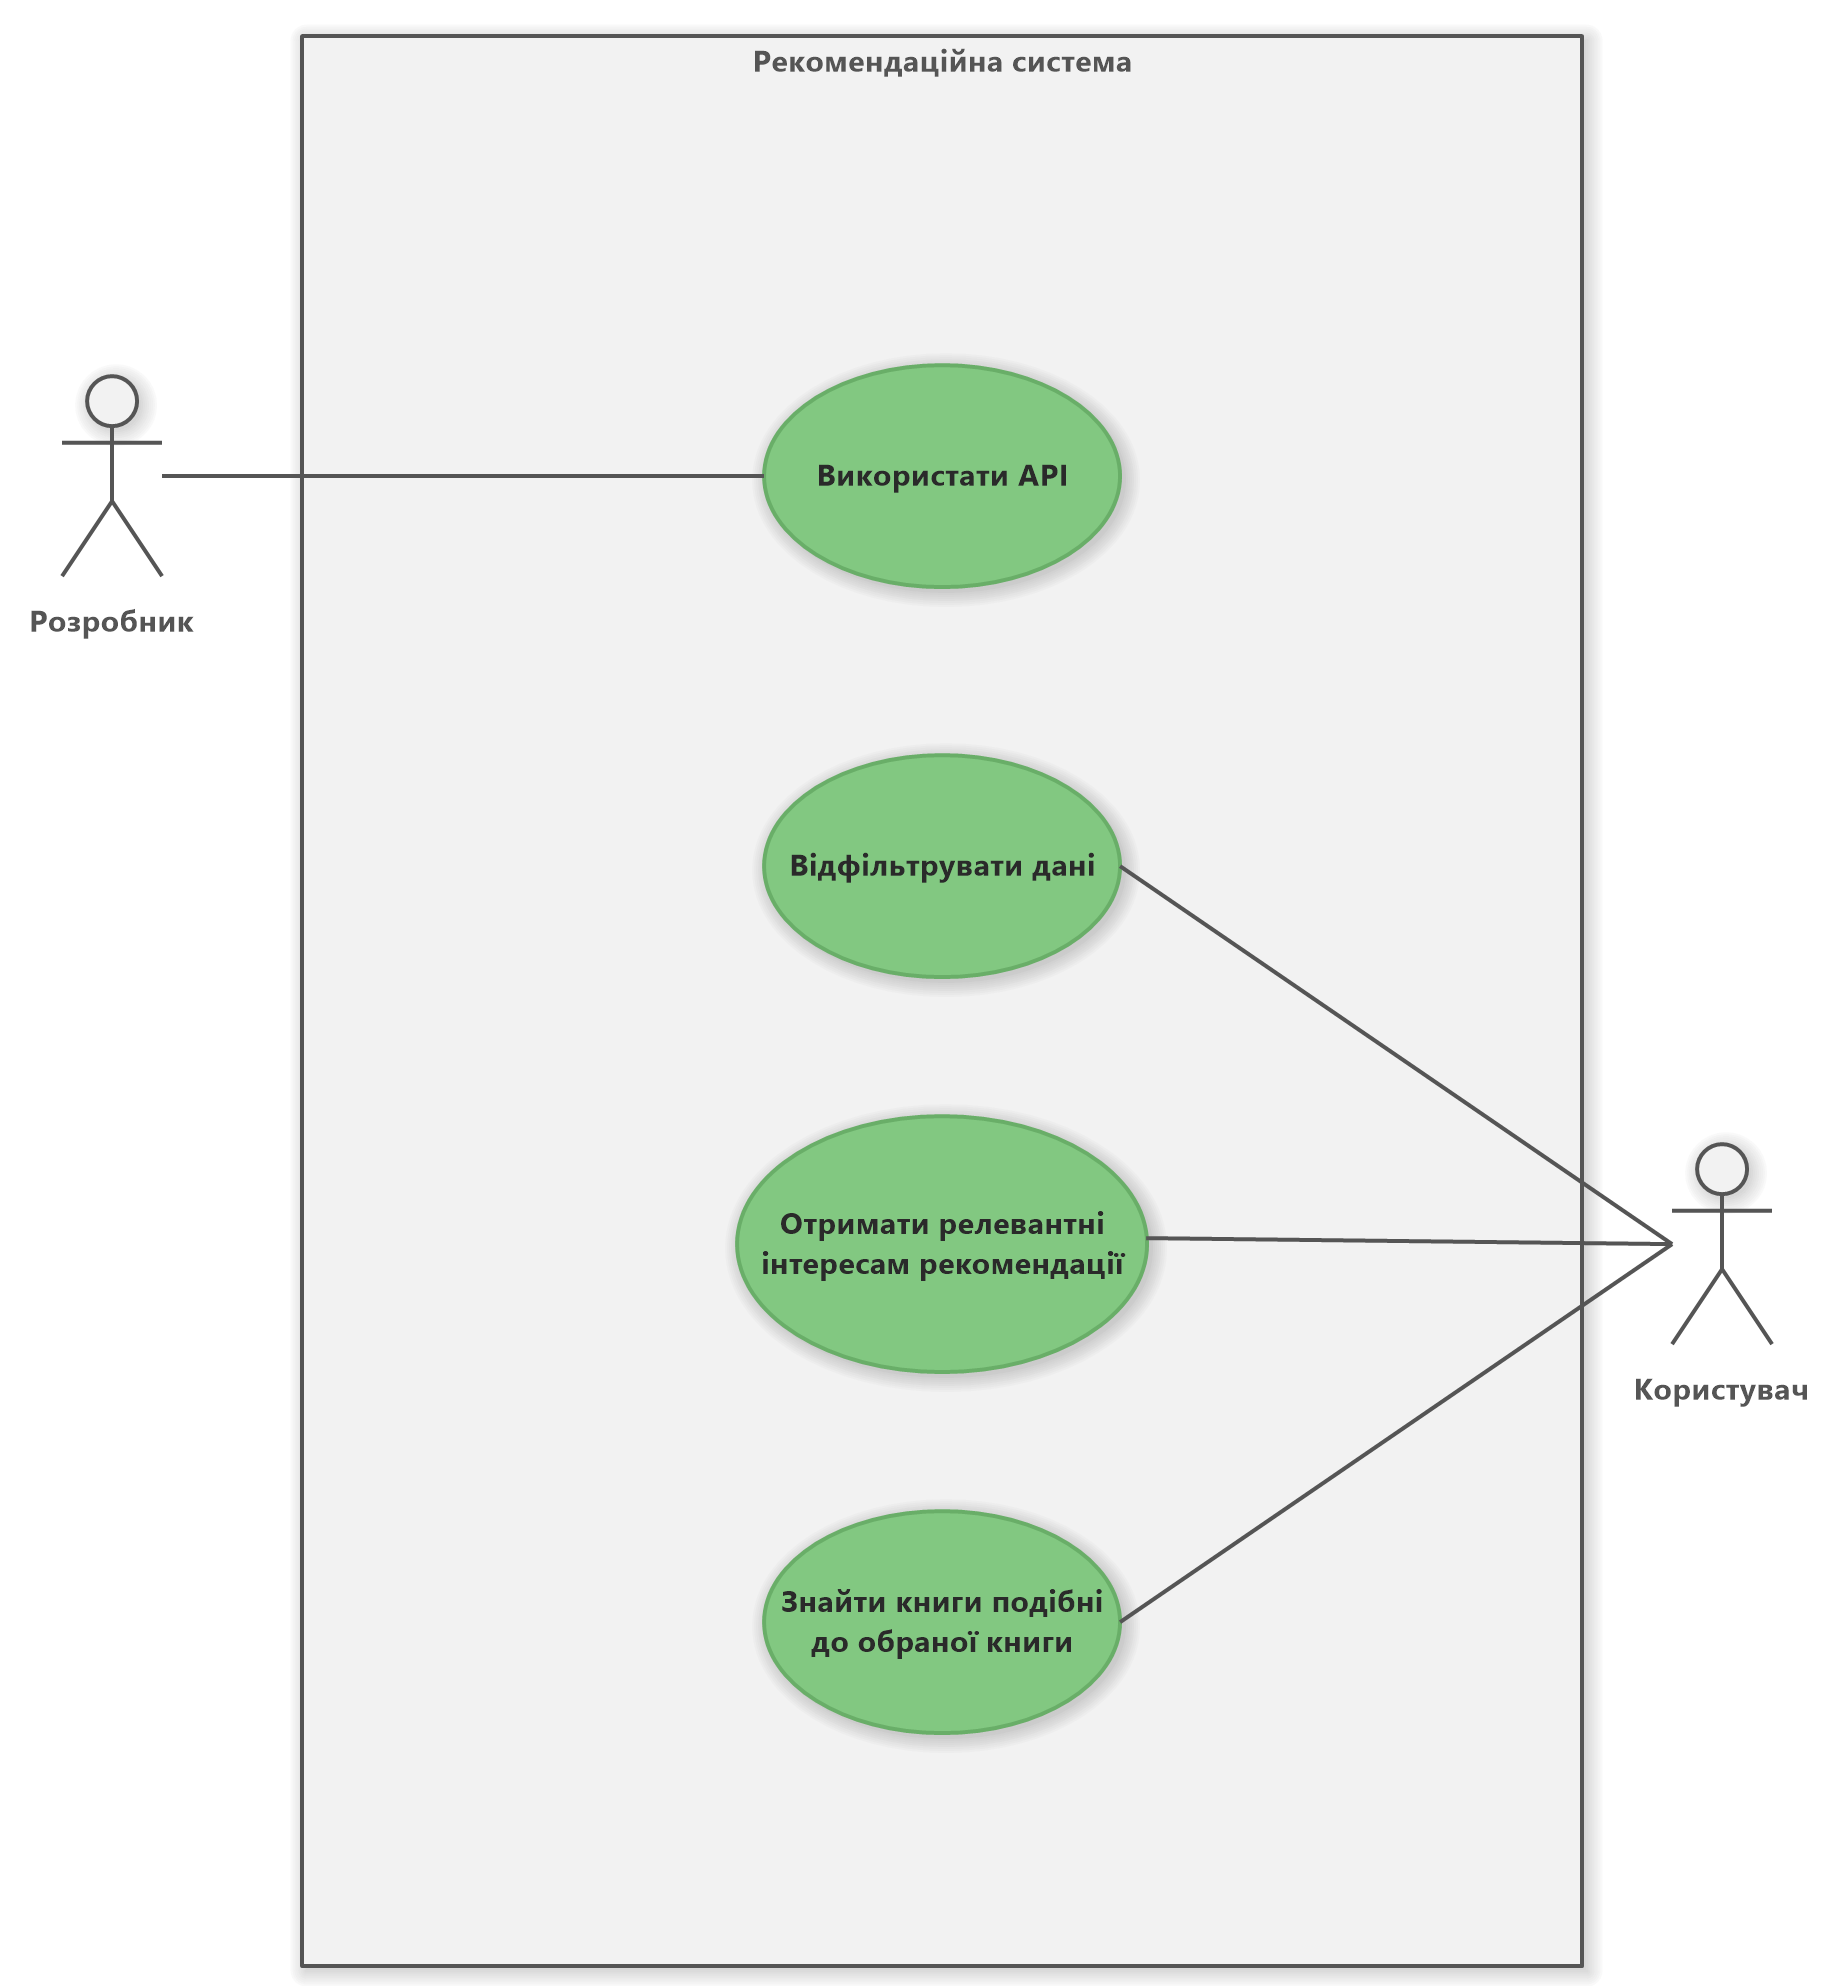 Рекомендаційна система
Використати API
Розробник
Відфільтрувати дані
Отримати релевантні
інтересам рекомендації
Користувач
Знайти книги подібні
до обраної книги